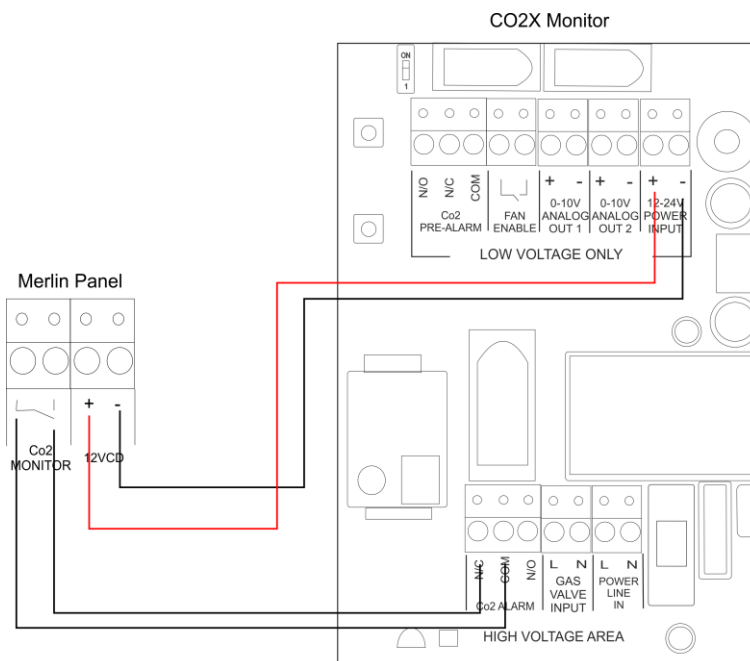 CO2X Monitor
ON
1
N/O
N/C
COM
Co2
PRE-ALARM
FAN
ENABLE
+ -
0-10V
ANALOG
OUT 1
+ -
0-10V
ANALOG
OUT 2
+ -
12-24V
POWER
INPUT
LOW VOLTAGE ONLY
Merlin Panel
+ -
Co2
MONITOR
12VCD
N/C
COM
N/O
Co2 ALARM
L N
GAS
VALVE
INPUT
L N
POWER
LINE
IN
HIGH VOLTAGE AREA